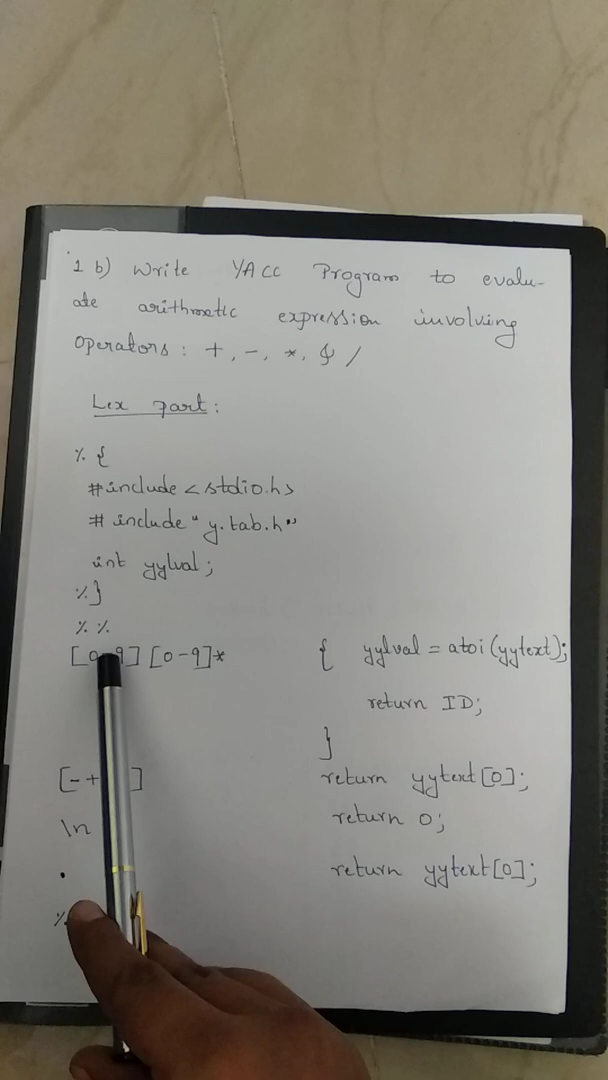 1 b) Write YACC Program to evalu-
ate arithmetic expression involving
operators : +, -, *, & /
Lex part :
% {
#include < stdio.h>
# include " y.tab.h"
int yylval ;
% }
% %
[0-9] [0-9]* { yylval = atoi (yytext);
return ID;
}
[- + ] return yytext [0];
\n return 0;
. return yytext [0];
%